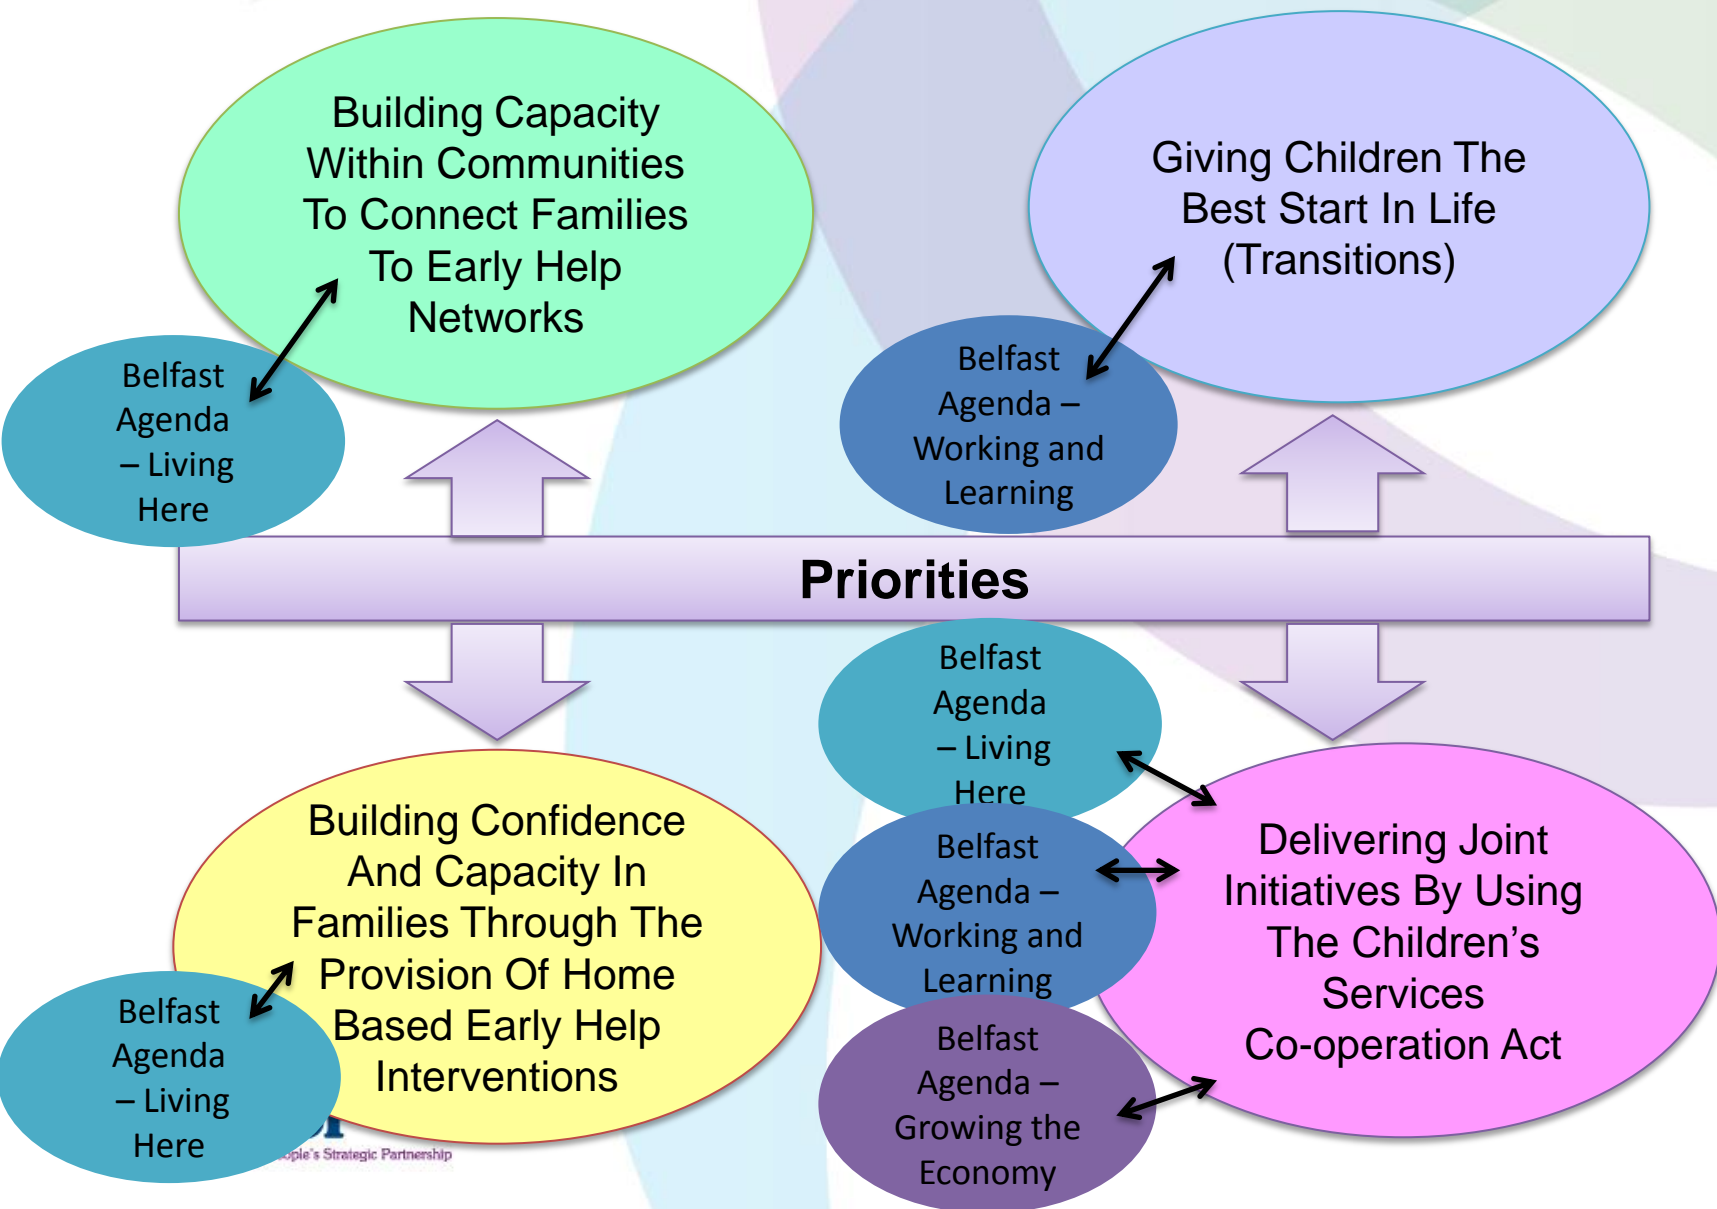 Building Capacity
Within Communities
To Connect Families
To Early Help
Networks
Giving Children The
Best Start In Life
(Transitions)
Belfast
Agenda
– Living
Here
Belfast
Agenda –
Working and
Learning
Priorities
Belfast
Agenda
– Living
Here
Building Confidence
And Capacity In
Families Through The
Provision Of Home
Based Early Help
Interventions
Belfast
Agenda –
Working and
Learning
Delivering Joint
Initiatives By Using
The Children’s
Services
Co-operation Act
Belfast
Agenda
– Living
Here
Belfast
Agenda –
Growing the
Economy
ople's Strategic Partnership